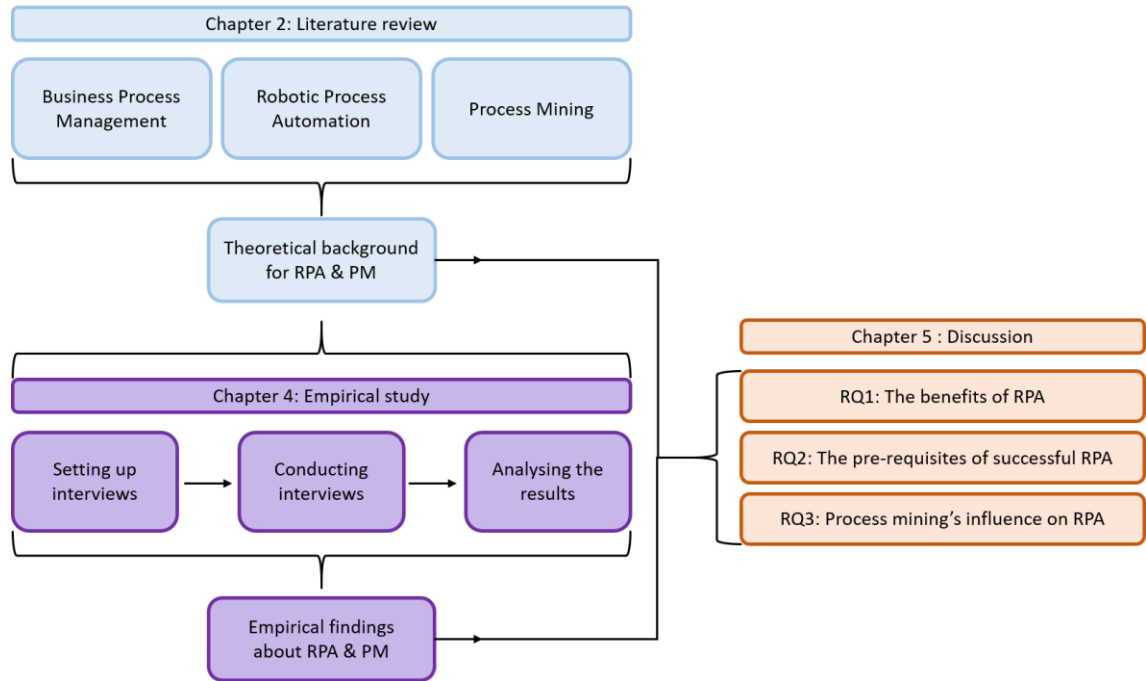 Chapter 2: Literature review
Business Process
Management
Robotic Process
Automation
Process Mining
Theoretical background
for RPA & PM
Chapter 4: Empirical study
Setting up
interviews
Conducting
interviews
Analysing the
results
Empirical findings
about RPA & PM
Chapter 5 : Discussion
RQ1: The benefits of RPA
RQ2: The pre-requisites of successful RPA
RQ3: Process mining’s influence on RPA